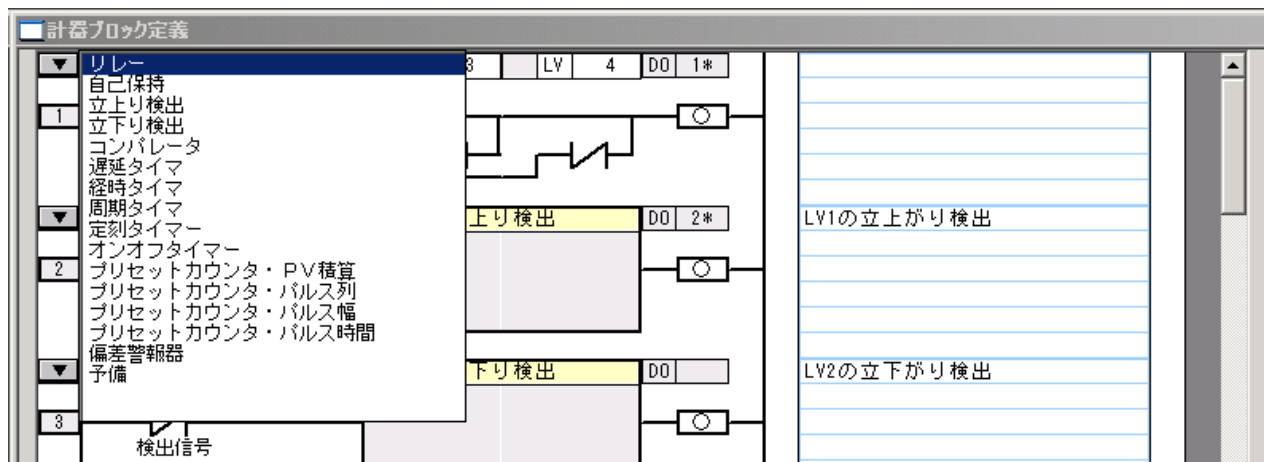 計器ブロック定義
▼ リレー 3 LV 4 DO 1*
自己保持
立上り検出
1
立下り検出
コンパレータ
遅延タイマ
経時タイマ
周期タイマ
▼ 上り検出 DO 2* LV1の立上がり検出
定刻タイマー
オンオフタイマー
2
プリセットカウンタ・PV積算
プリセットカウンタ・パルス列
プリセットカウンタ・パルス幅
プリセットカウンタ・パルス時間
偏差警報器
▼ 下り検出 DO LV2の立下がり検出
予備
3
検出信号